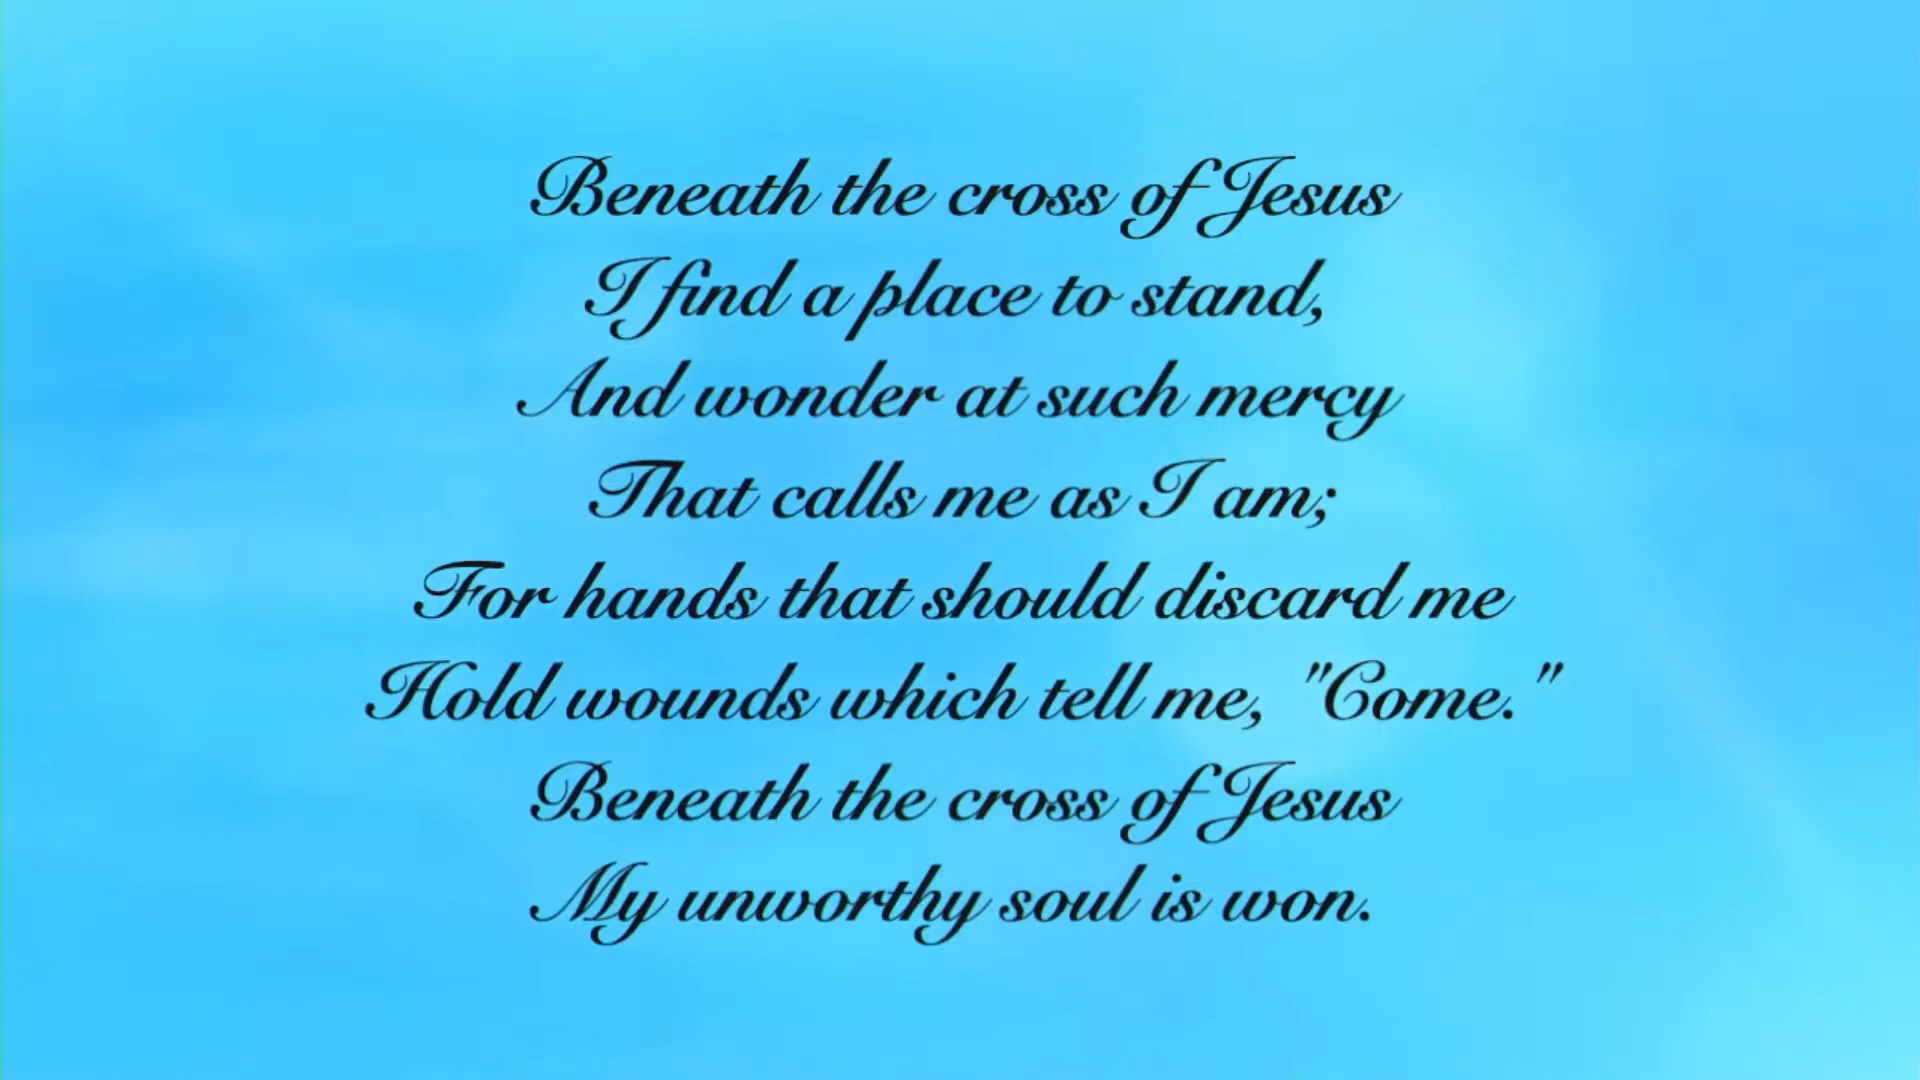 Beneath the cross of Jesus
I find a place to stand,
And wonder at such mercy
That calls me as I am;
For hands that should discard me
Hold wounds which tell me, "Come."
Beneath the cross of Jesus
My unworthy soul is won.